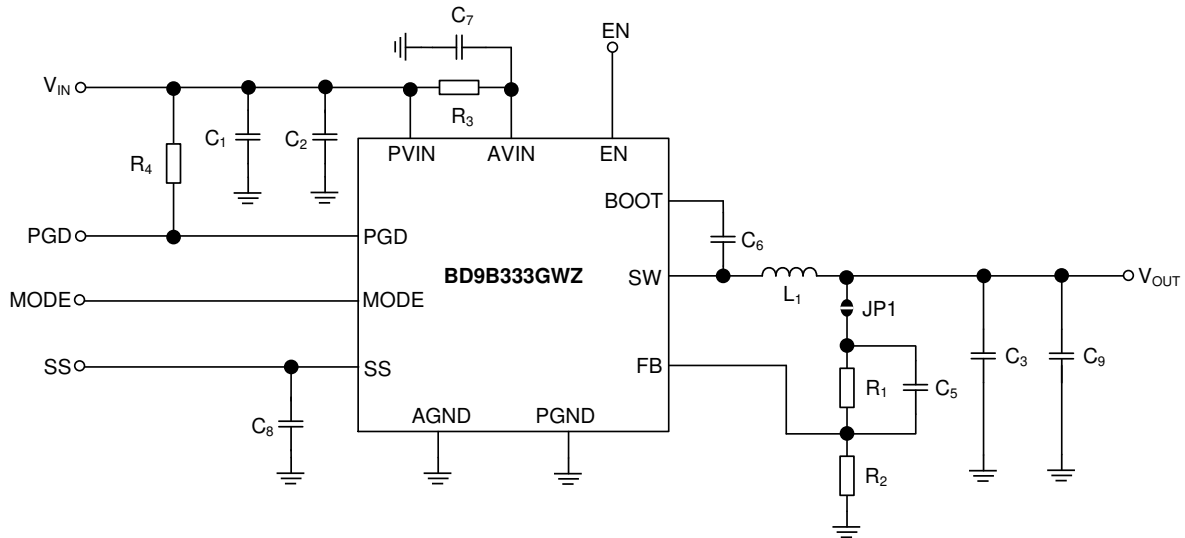 C7
EN
VIN
R3
C1
C2
R4
PVIN
AVIN
EN
BOOT
PGD
PGD
C6
BD9B333GWZ
SW
VOUT
L1
MODE
MODE
JP1
SS
SS
FB
R1
C5
C3
C9
C8
AGND
PGND
R2